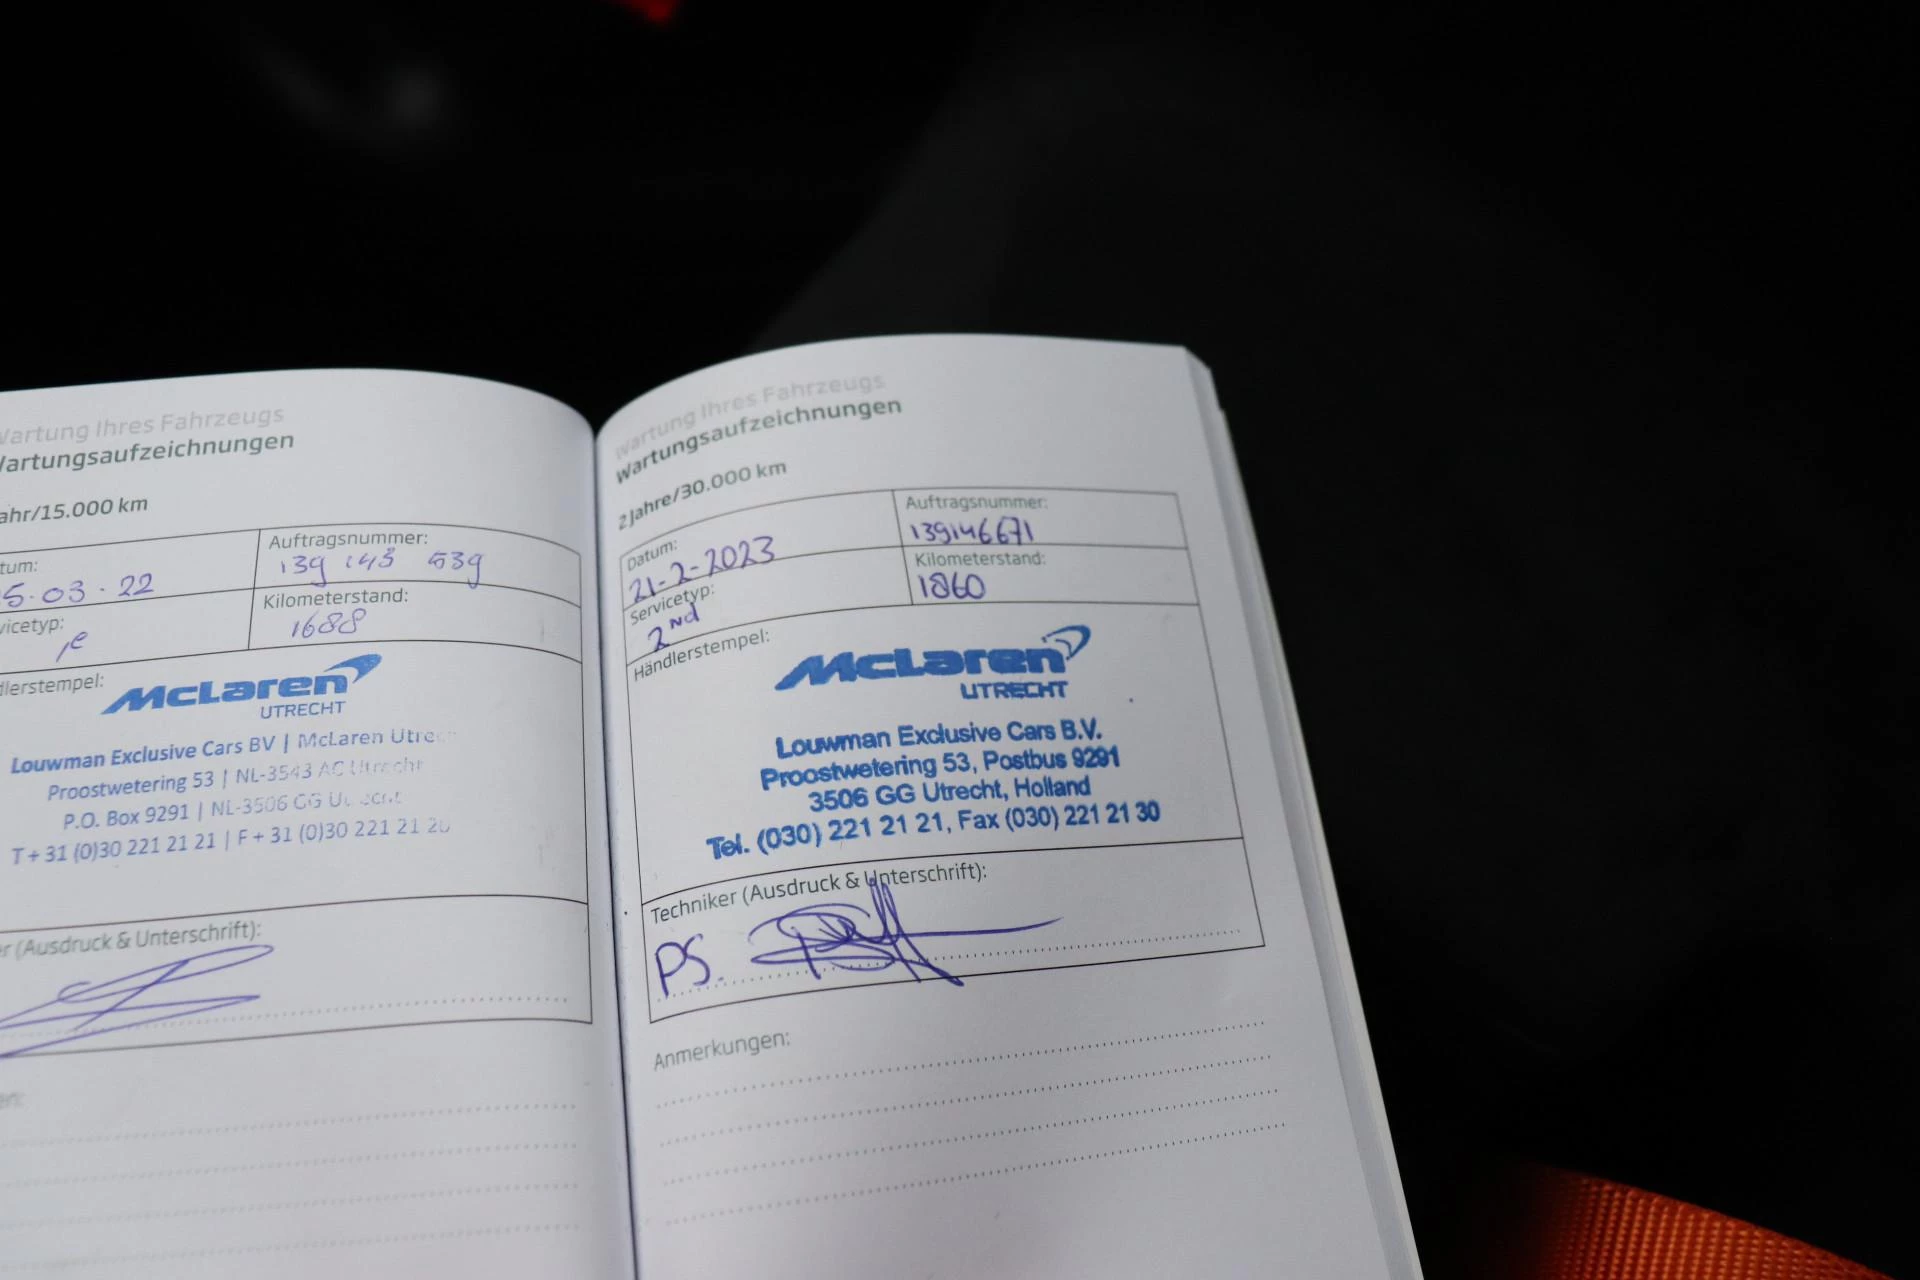 Wartung Ihres Fahrzeugs
Wartungsaufzeichnungen
ahr/15.000 km
tum:
5.03.22
Auftragsnummer:
139 143 539
vicetyp:
1e
Kilometerstand:
1688
dlerstempel:
McLaren
UTRECHT
Louwman Exclusive Cars BV | McLaren Utrec
Proostwetering 53 | NL-3543 AC Utrecht
P.O. Box 9291 | NL-3506 GG Utrecht
T + 31 (0)30 221 21 21 | F + 31 (0)30 221 21
r (Ausdruck & Unterschrift):
en:
Wartung Ihres Fahrzeugs
Wartungsaufzeichnungen
2 Jahre/30.000 km
Datum:
21-2-2023
Auftragsnummer:
139146671
Servicetyp:
2nd
Kilometerstand:
1860
Händlerstempel:
McLaren
UTRECHT
Louwman Exclusive Cars B.V.
Proostwetering 53, Postbus 9291
3506 GG Utrecht, Holland
Tel. (030) 221 21 21, Fax (030) 221 21 30
Techniker (Ausdruck & Unterschrift):
PS.
Anmerkungen: